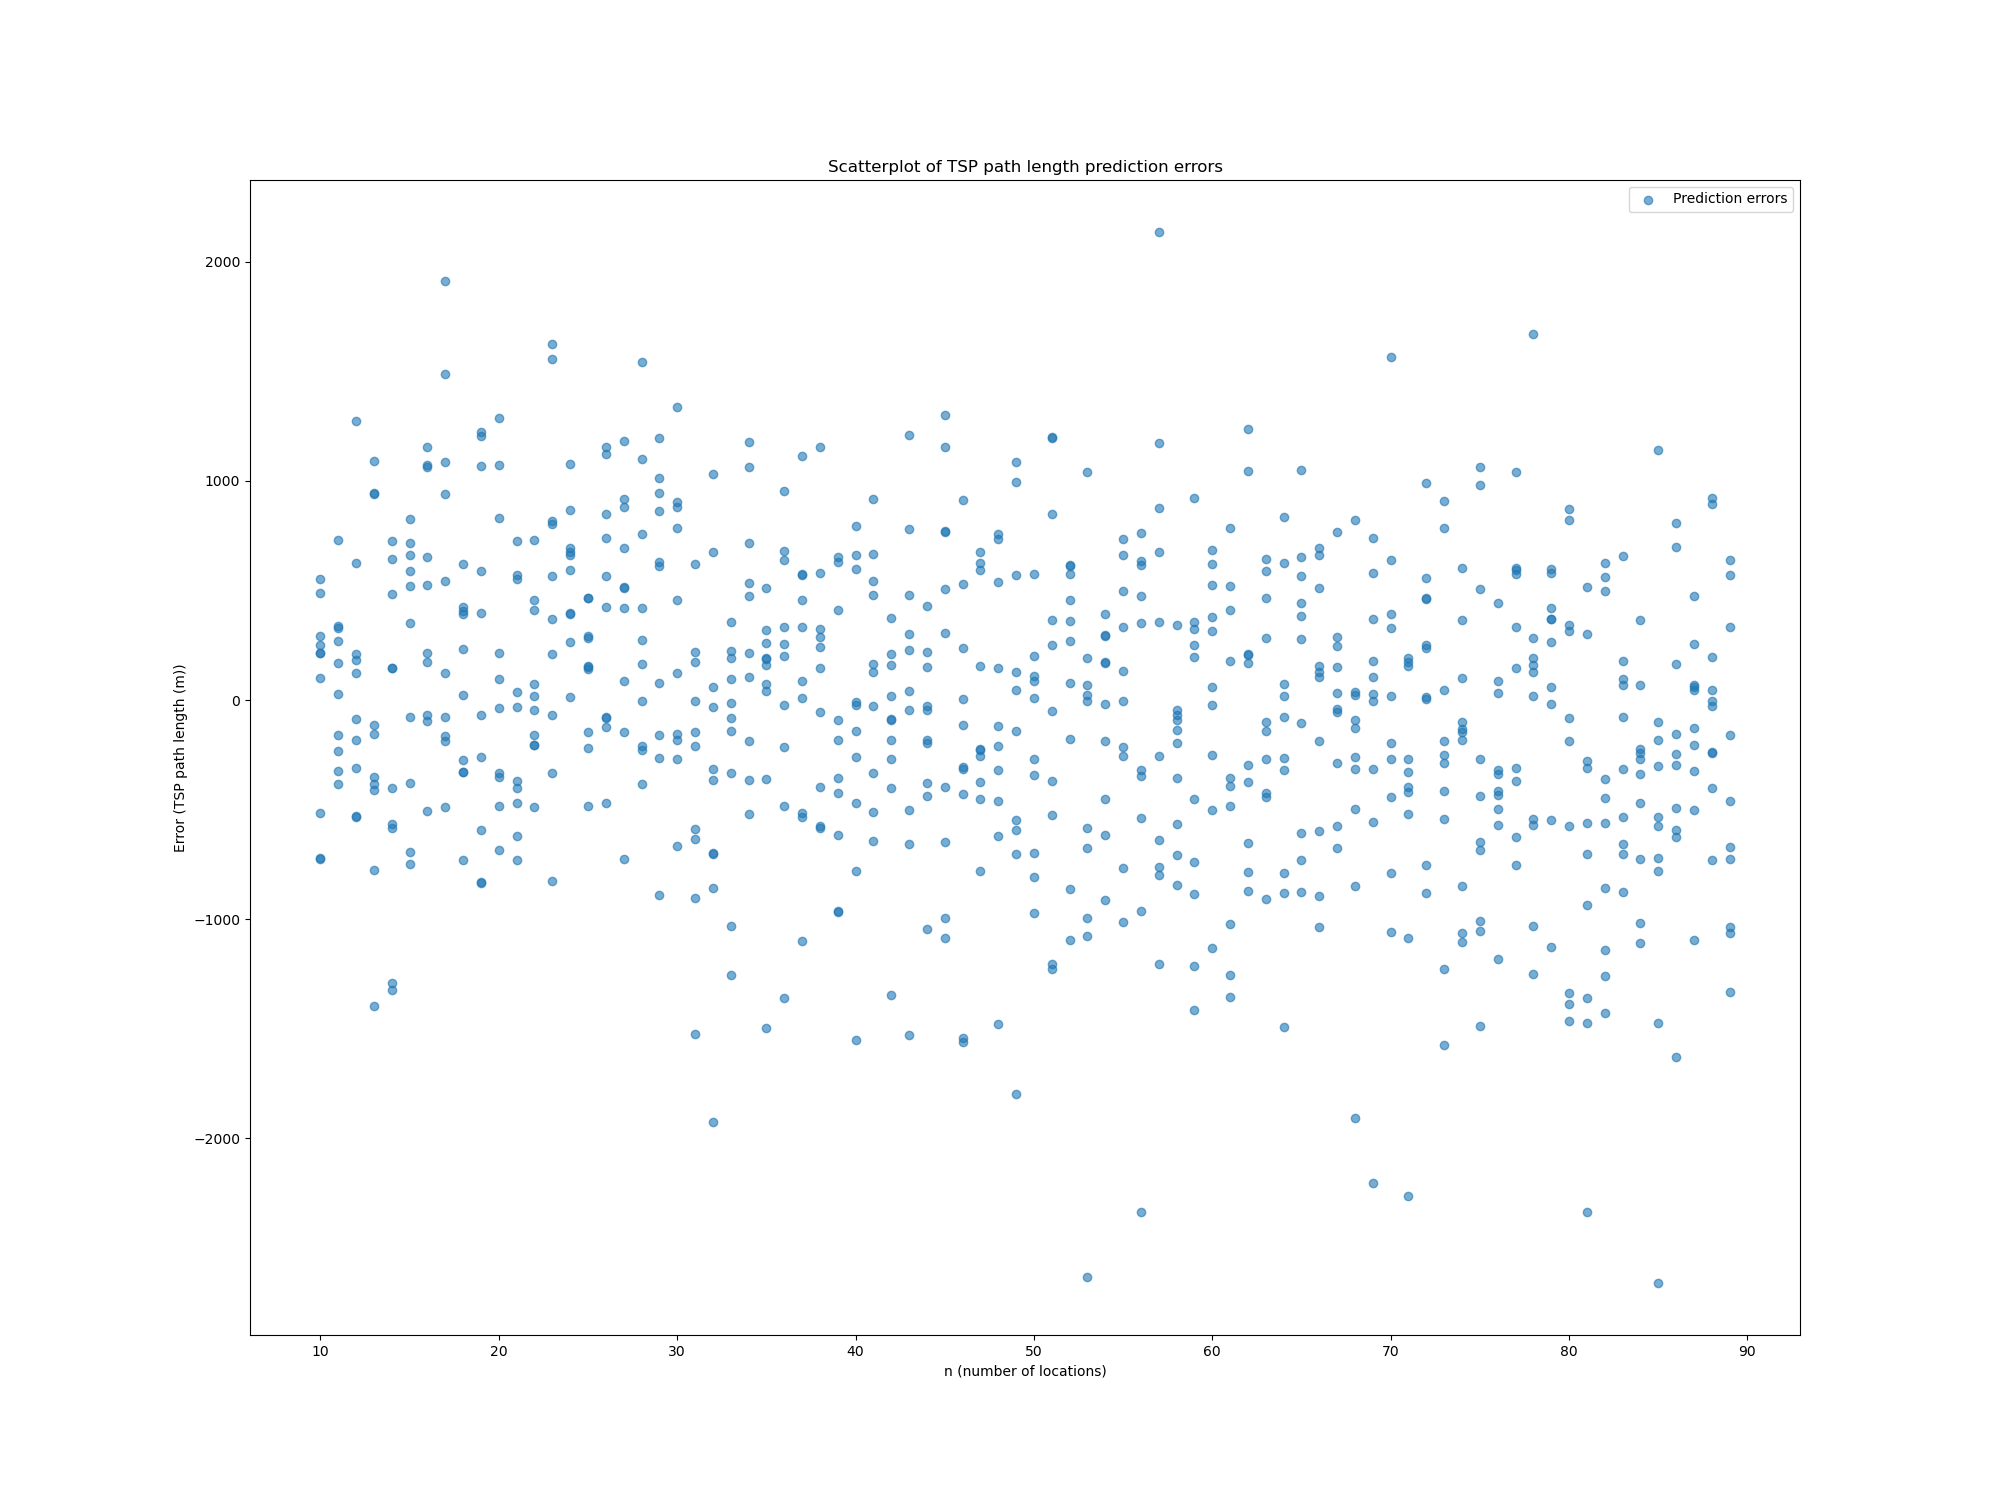 Scatterplot of TSP path length prediction errors
Prediction errors
2000
1000
0
−1000
−2000
Error (TSP path length (m))
10 20 30 40 50 60 70 80 90
n (number of locations)